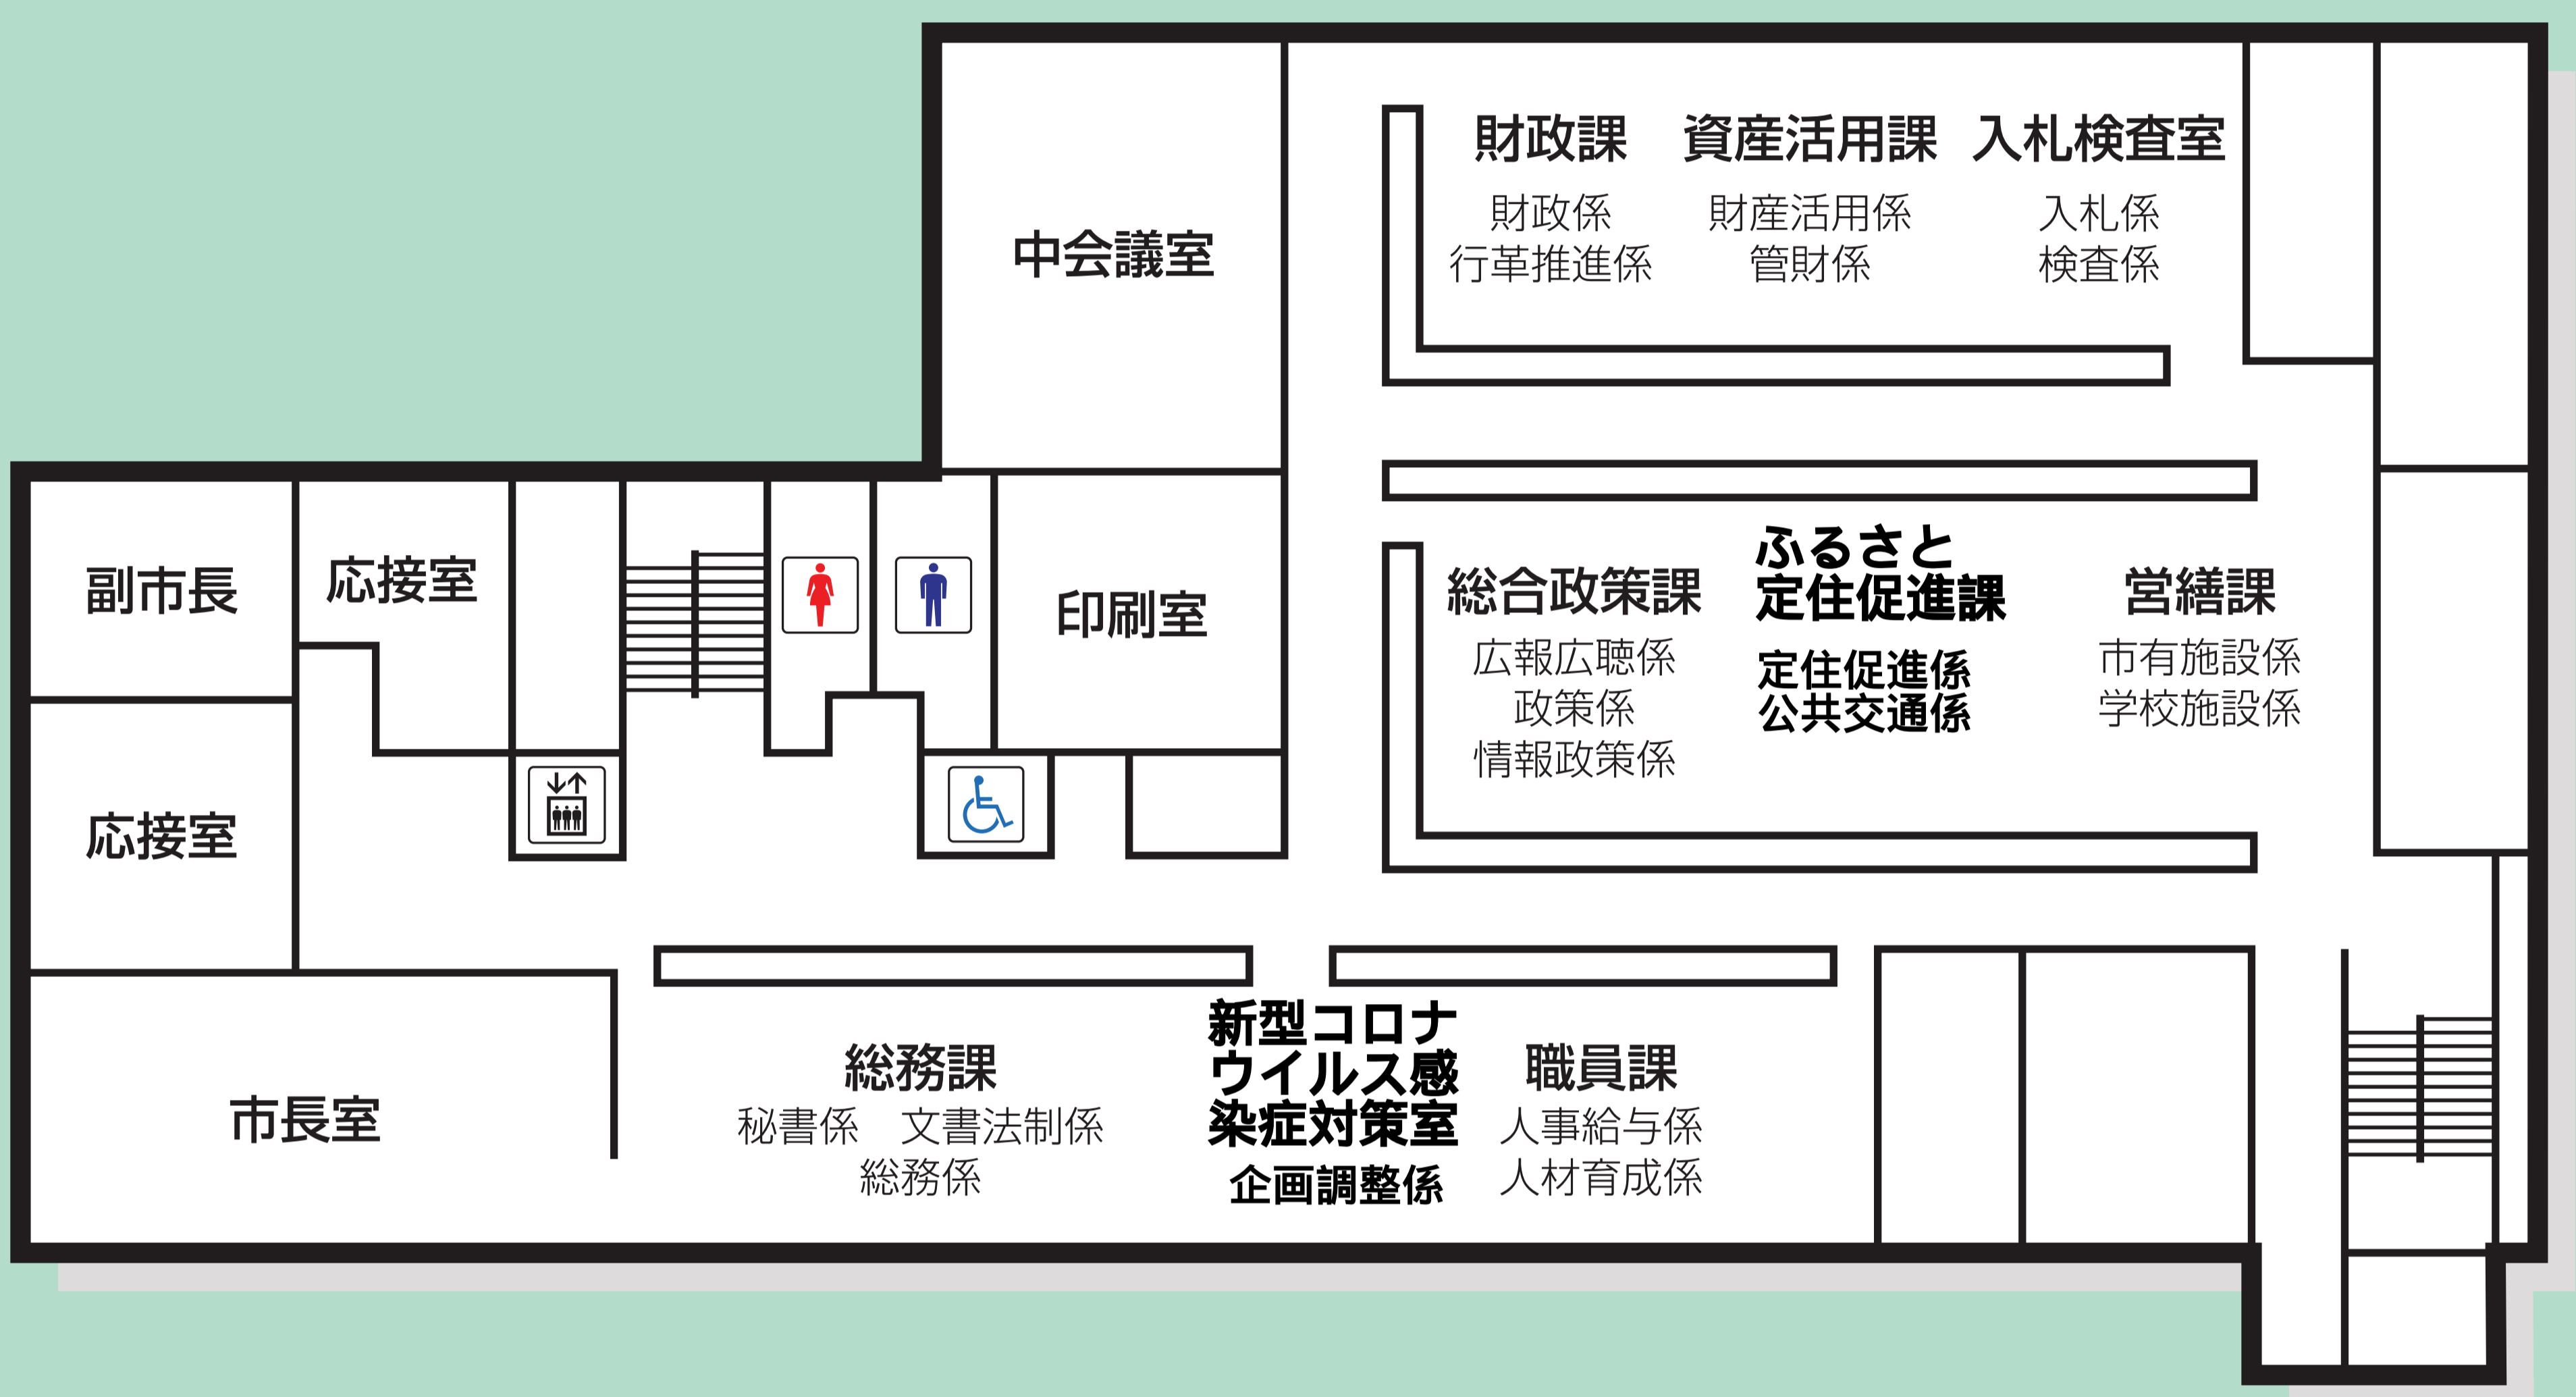 中会議室
財政課
財政係
行革推進係
資産活用課
財産活用係
管財係
入札検査室
入札係
検査係
副市長
応接室
印刷室
総合政策課
広報広聴係
政策係
情報政策係
ふるさと
定住促進課
定住促進係
公共交通係
営繕課
市有施設係
学校施設係
応接室
市長室
総務課
秘書係　文書法制係
総務係
新型コロナ
ウイルス感
染症対策室
企画調整係
職員課
人事給与係
人材育成係